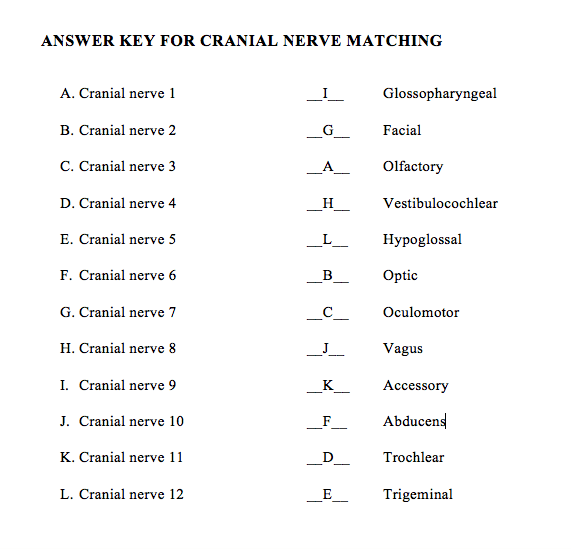 ANSWER KEY FOR CRANIAL NERVE MATCHING
A. Cranial nerve 1 __I__ Glossopharyngeal
B. Cranial nerve 2 __G__ Facial
C. Cranial nerve 3 __A__ Olfactory
D. Cranial nerve 4 __H__ Vestibulocochlear
E. Cranial nerve 5 __L__ Hypoglossal
F. Cranial nerve 6 __B__ Optic
G. Cranial nerve 7 __C__ Oculomotor
H. Cranial nerve 8 __J__ Vagus
I. Cranial nerve 9 __K__ Accessory
J. Cranial nerve 10 __F__ Abducens
K. Cranial nerve 11 __D__ Trochlear
L. Cranial nerve 12 __E__ Trigeminal